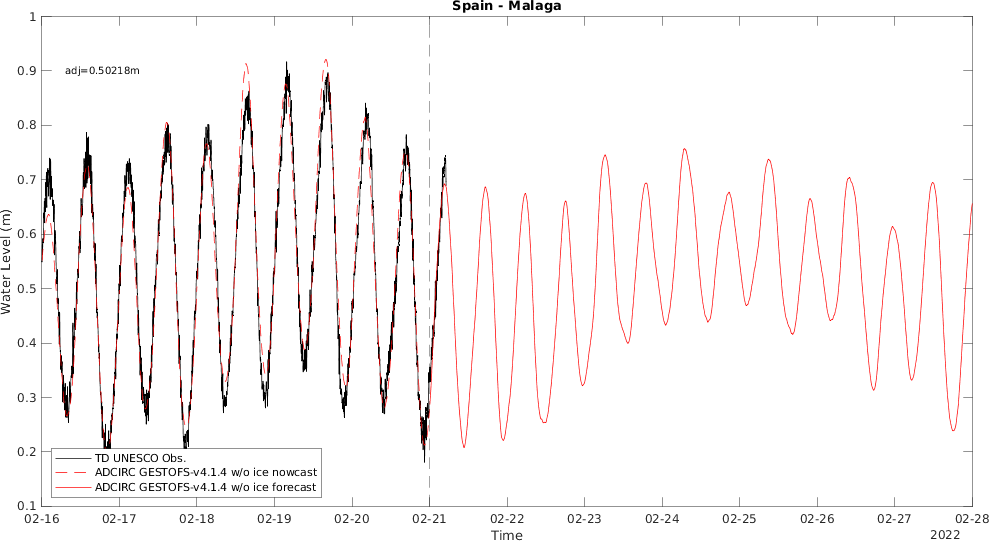 Spain - Malaga
1
0.9
adj=0.50218m
0.8
0.7
0.6
0.5
0.4
0.3
0.2
0.1
Water Level (m)
TD UNESCO Obs.
ADCIRC GESTOFS-v4.1.4 w/o ice nowcast
ADCIRC GESTOFS-v4.1.4 w/o ice forecast
02-16 02-17 02-18 02-19 02-20 02-21 02-22 02-23 02-24 02-25 02-26 02-27 02-28
Time
2022